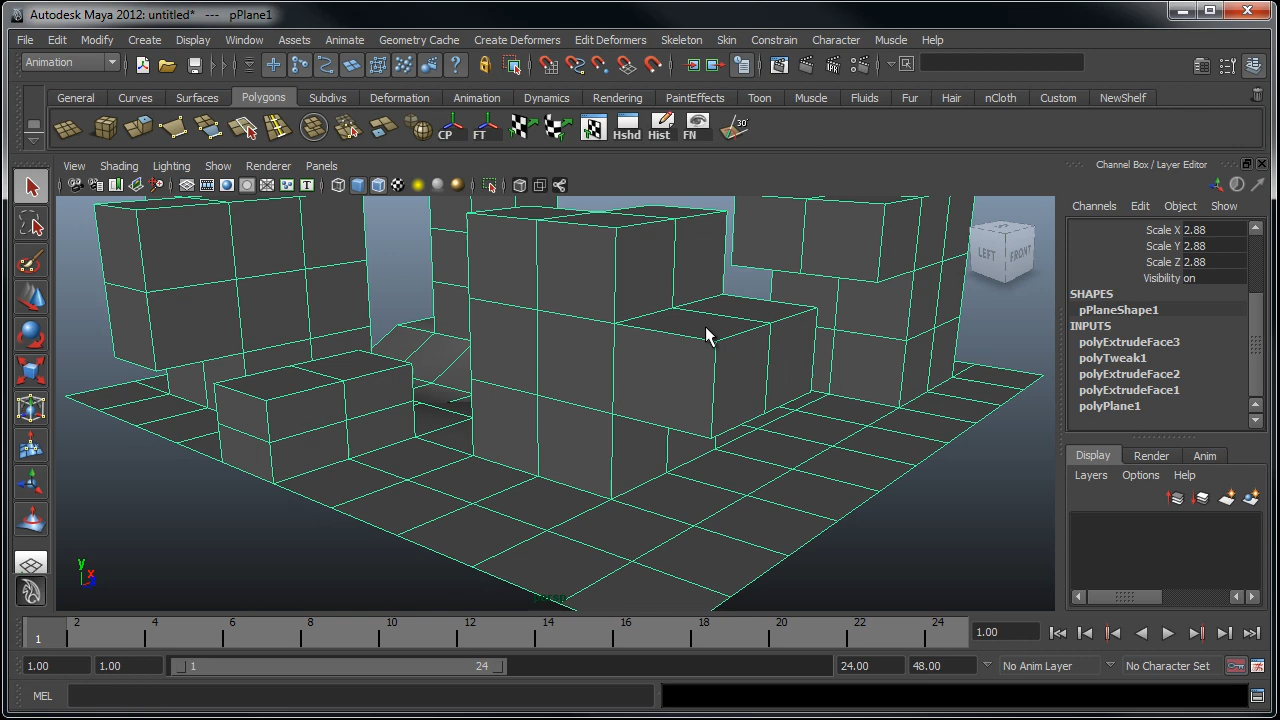 Autodesk Maya 2012: untitled* --- pPlane1
File Edit Modify Create Display Window Assets Animate Geometry Cache Create Deformers Edit Deformers Skeleton Skin Constrain Character Muscle Help
Animation
General Curves Surfaces Polygons Subdivs Deformation Animation Dynamics Rendering PaintEffects Toon Muscle Fluids Fur Hair nCloth Custom NewShelf
CP FT Hshd Hist FN 30
View Shading Lighting Show Renderer Panels
Channel Box / Layer Editor
Channels Edit Object Show
Scale X 2.88
Scale Y 2.88
Scale Z 2.88
Visibility on
SHAPES
pPlaneShape1
INPUTS
polyExtrudeFace3
polyTweak1
polyExtrudeFace2
polyExtrudeFace1
polyPlane1
LEFT FRONT
Display Render Anim
Layers Options Help
y
x
z
persp
1 2 4 6 8 10 12 14 16 18 20 22 24 1.00
1.00 1.00 1 24 24.00 48.00 No Anim Layer No Character Set
MEL